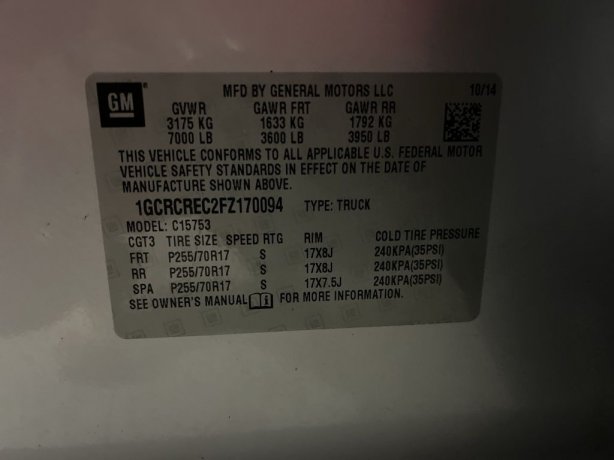 GM
MFD BY GENERAL MOTORS LLC 10/14
GVWR GAWR FRT GAWR RR
3175 KG 1633 KG 1792 KG
7000 LB 3600 LB 3950 LB
THIS VEHICLE CONFORMS TO ALL APPLICABLE U.S. FEDERAL MOTOR
VEHICLE SAFETY STANDARDS IN EFFECT ON THE DATE OF
MANUFACTURE SHOWN ABOVE.
1GCRCREC2FZ170094 TYPE: TRUCK
MODEL: C15753
CGT3 TIRE SIZE SPEED RTG RIM COLD TIRE PRESSURE
FRT P255/70R17 S 17X8J 240KPA(35PSI)
RR P255/70R17 S 17X8J 240KPA(35PSI)
SPA P255/70R17 S 17X7.5J 240KPA(35PSI)
SEE OWNER'S MANUAL FOR MORE INFORMATION.